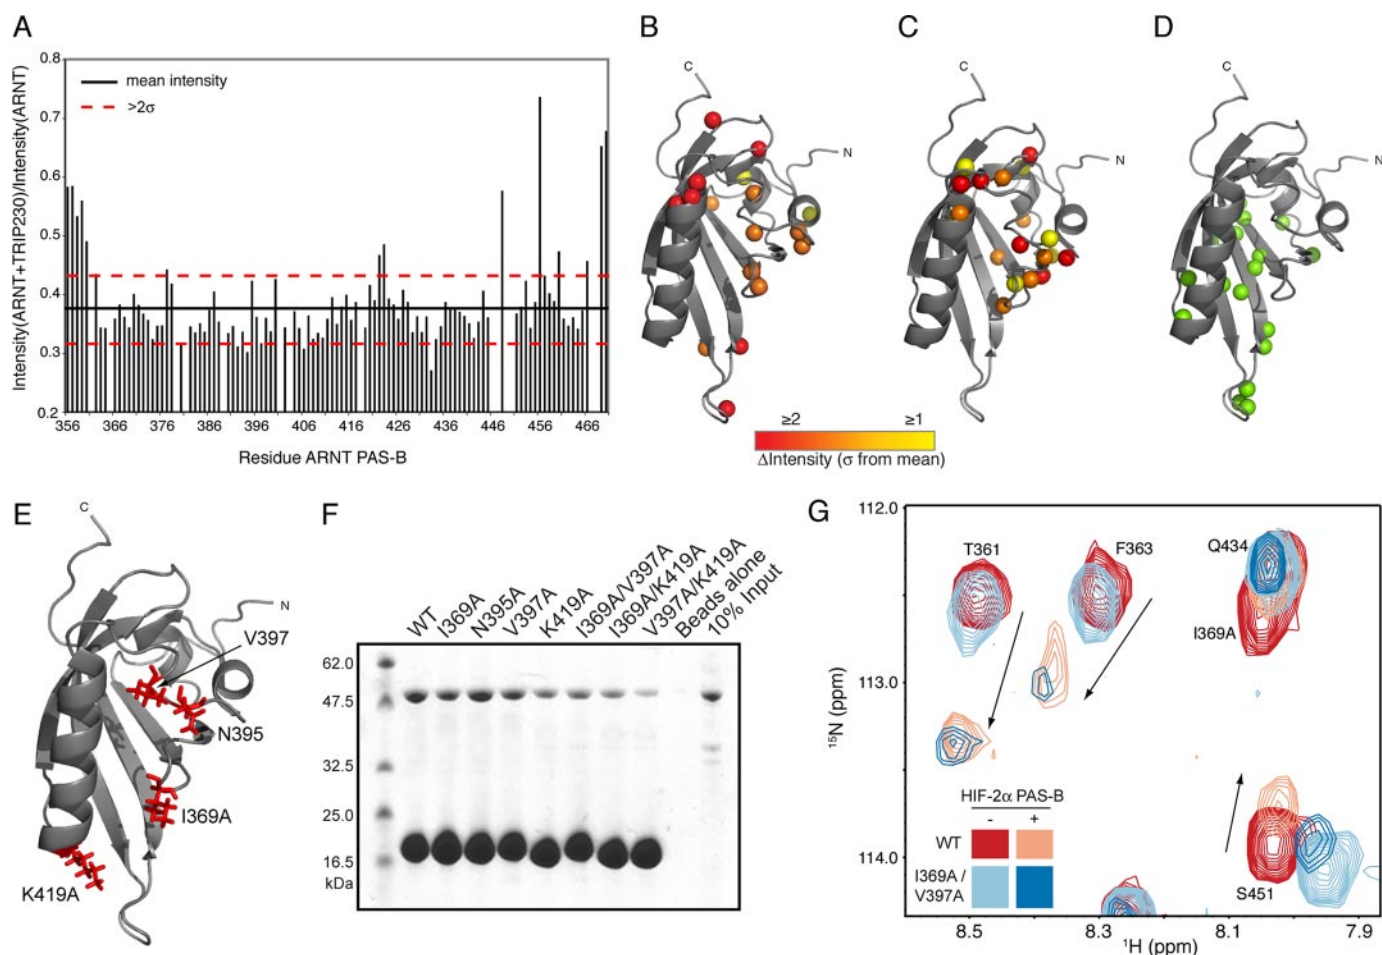 A
Intensity(ARNT+TRIP230)/Intensity(ARNT)
0.8
0.7
0.6
0.5
0.4
0.3
0.2
mean intensity
>2σ
356 366 376 386 396 406 416 426 436 446 456 466
Residue ARNT PAS-B
B
C
N
C
C
N
D
C
N
≥2 ≥1
ΔIntensity (σ from mean)
E
C
N
V397
N395
I369A
K419A
F
WT
I369A
N395A
V397A
K419A
I369A/V397A
I369A/K419A
V397A/K419A
Beads alone
10% Input
62.0
47.5
32.5
25.0
16.5
kDa
G
112.0
113.0
114.0
15N (ppm)
T361
F363
Q434
I369A
S451
HIF-2α PAS-B
- +
WT
I369A /
V397A
8.5 8.3 8.1 7.9
1H (ppm)